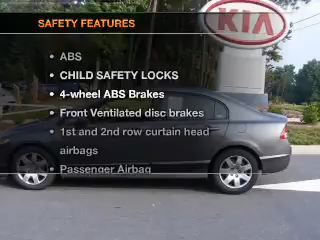 KIA
SAFETY FEATURES
• ABS
• CHILD SAFETY LOCKS
• 4-wheel ABS Brakes
• Front Ventilated disc brakes
• 1st and 2nd row curtain head
airbags
• Passenger Airbag